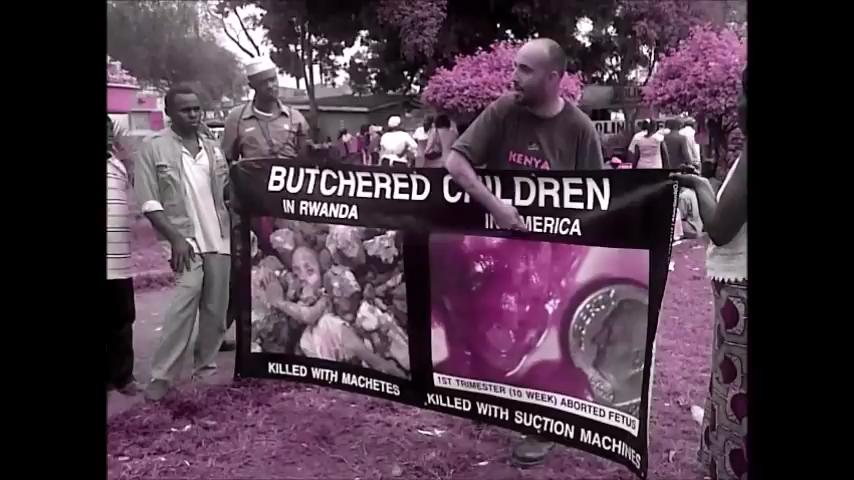 BUTCHERED CHILDREN
IN RWANDA
IN AMERICA
KENYA
KILLED WITH MACHETES
1ST TRIMESTER (10 WEEK) ABORTED FETUS
KILLED WITH SUCTION MACHINES